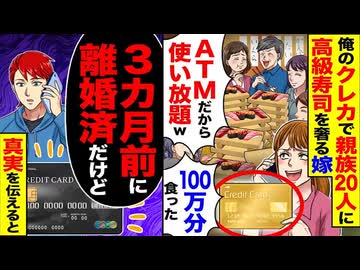 俺のクレカで親族20人に
高級寿司を奢る嫁
ATMだから
使い放題w
100万分
食った
Credit Card
3カ月前に
離婚済だけど
CREDIT CARD
真実を伝えると